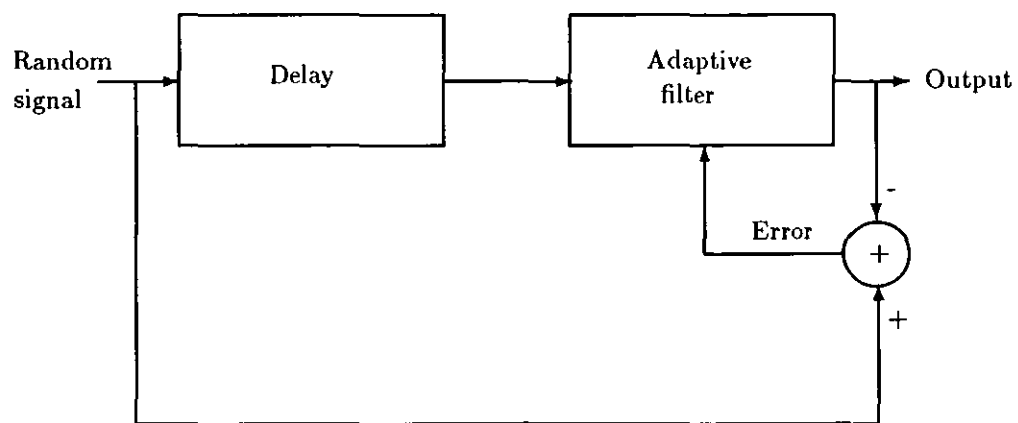 Random
signal
Delay
Adaptive
filter
Output
-
Error
+
+